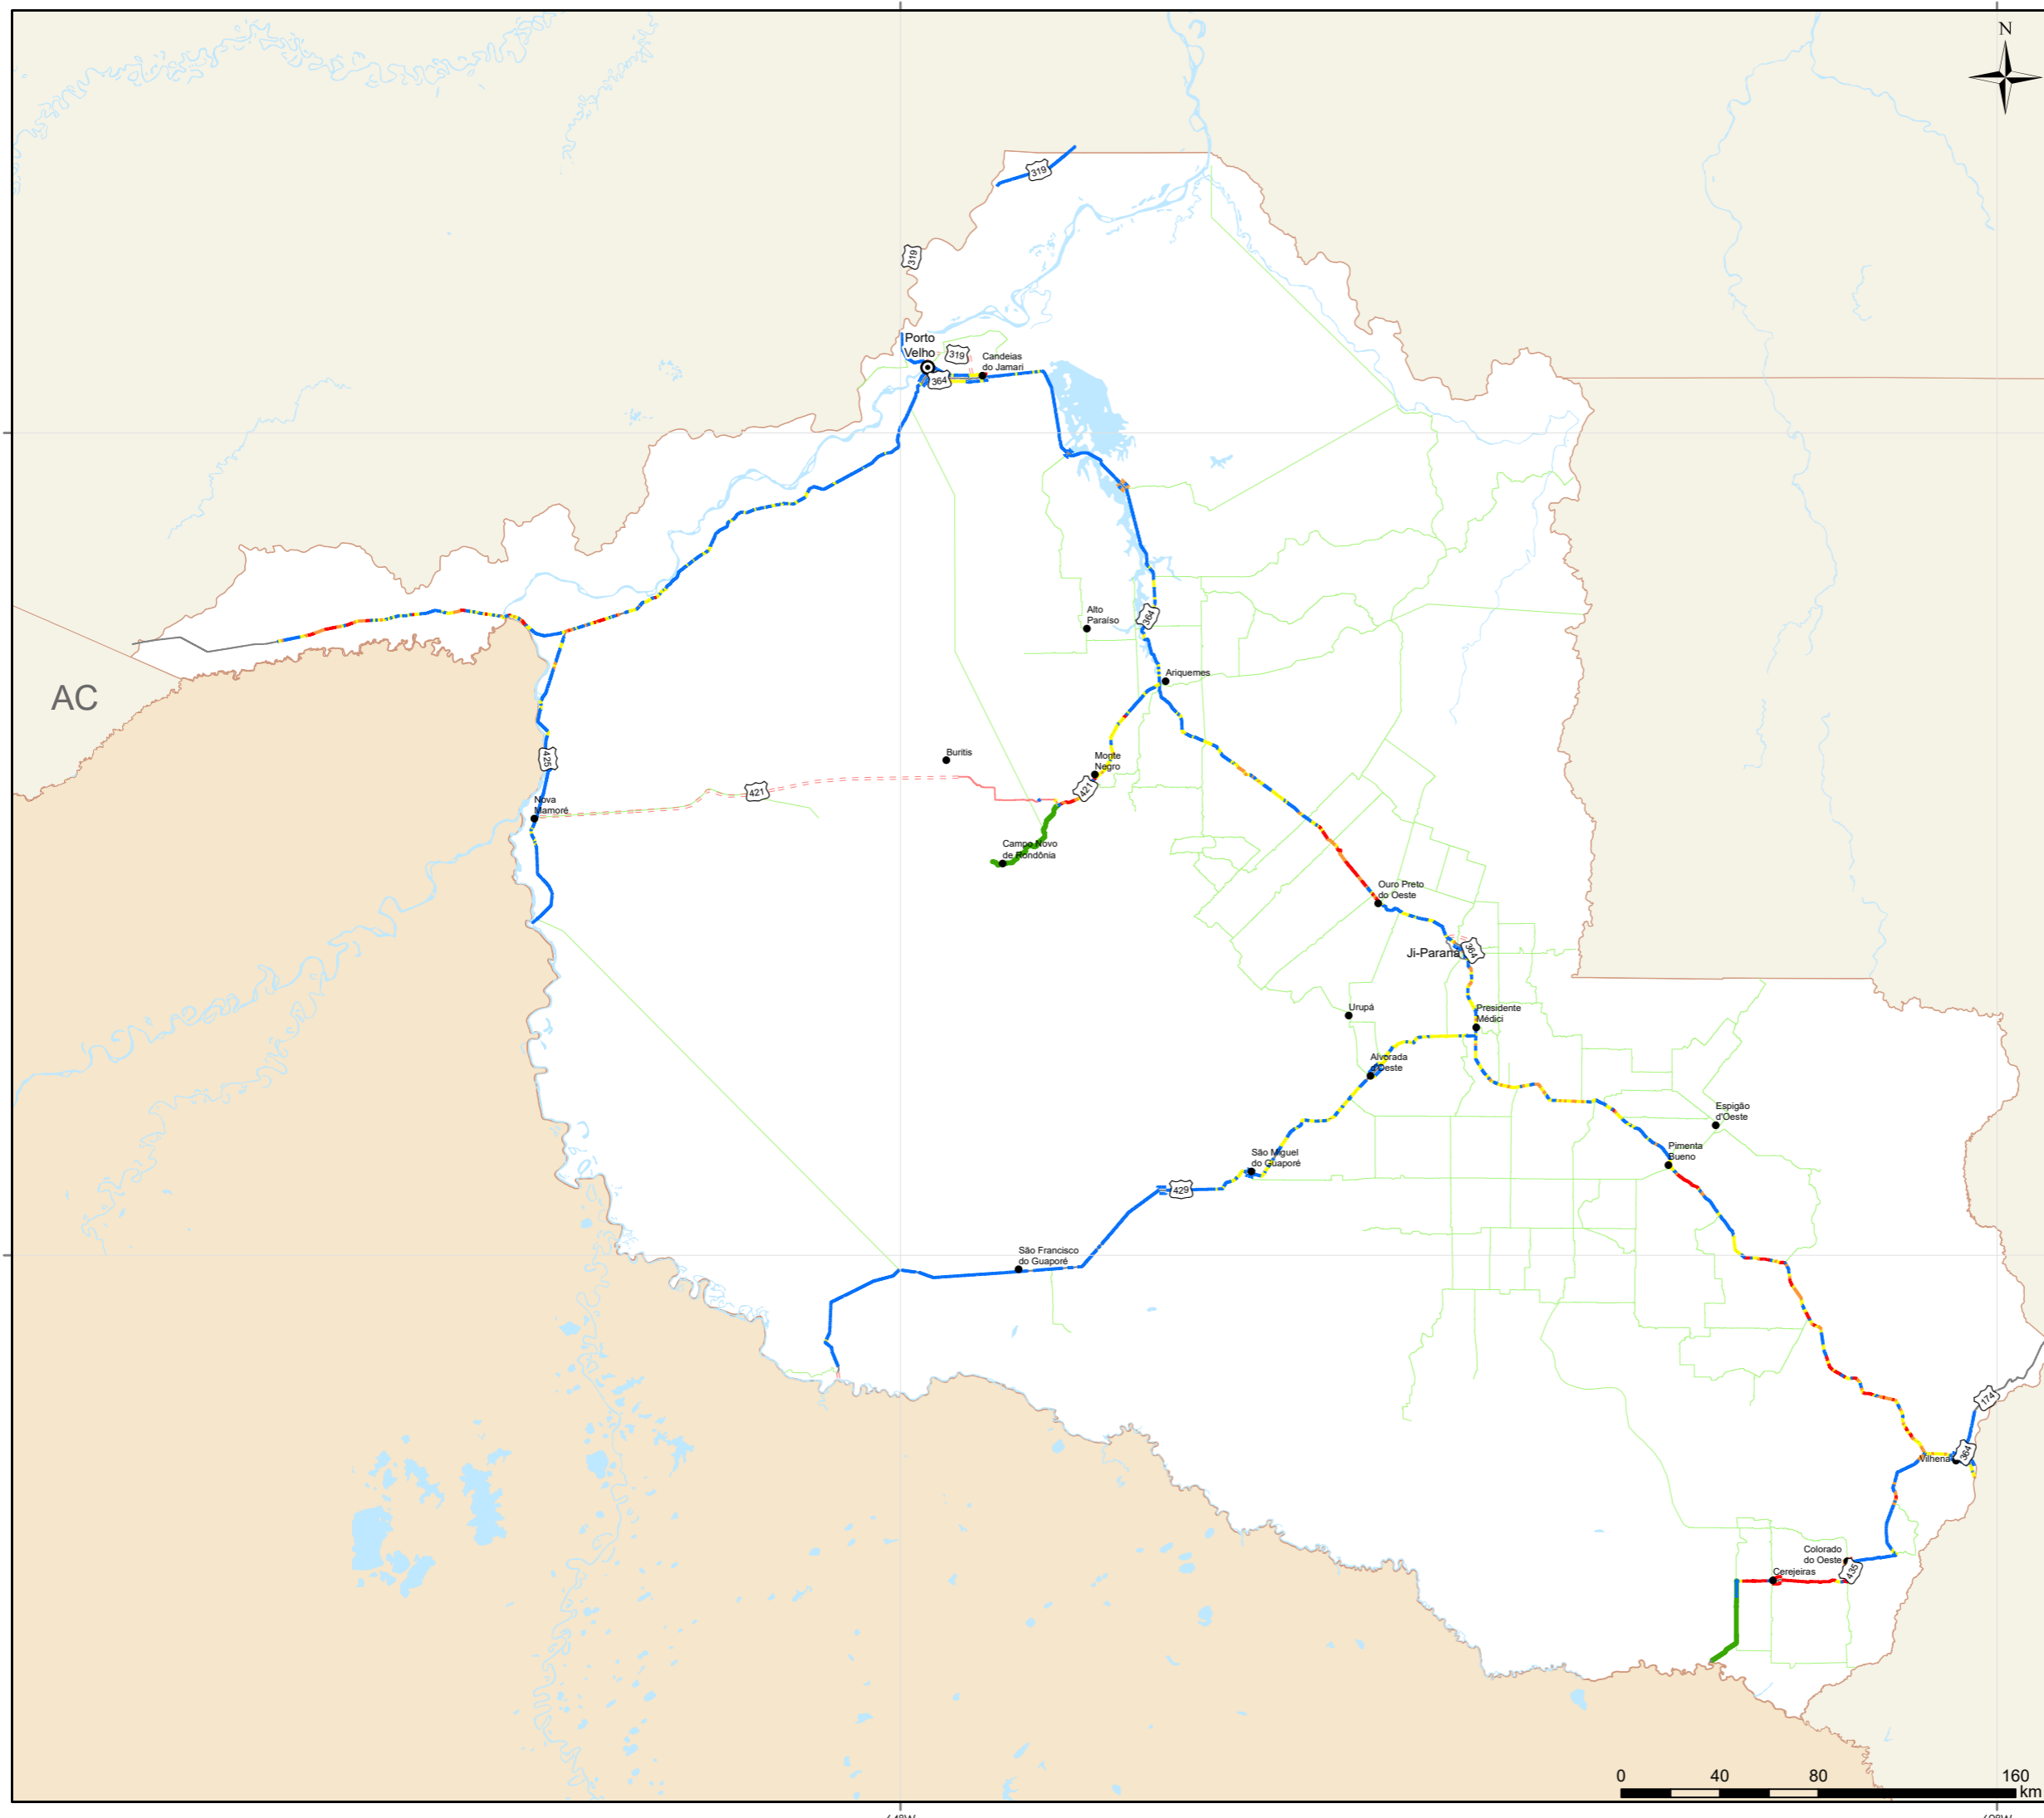 N
319
319
Porto
Velho
319
Candeias
do Jamari
364
Alto
Paraíso
364
Ariquemes
AC
Buritis
Monte
Negro
425
421
421
Nova
Mamoré
Campo Novo
de Rondônia
Ouro Preto
do Oeste
364
Ji-Paraná
Urupá
Presidente
Médici
Alvorada
d'Oeste
Espigão
d'Oeste
Pimenta
Bueno
São Miguel
do Guaporé
429
São Francisco
do Guaporé
174
364
Vilhena
Colorado
do Oeste
435
Cerejeiras
0 40 80 160
km